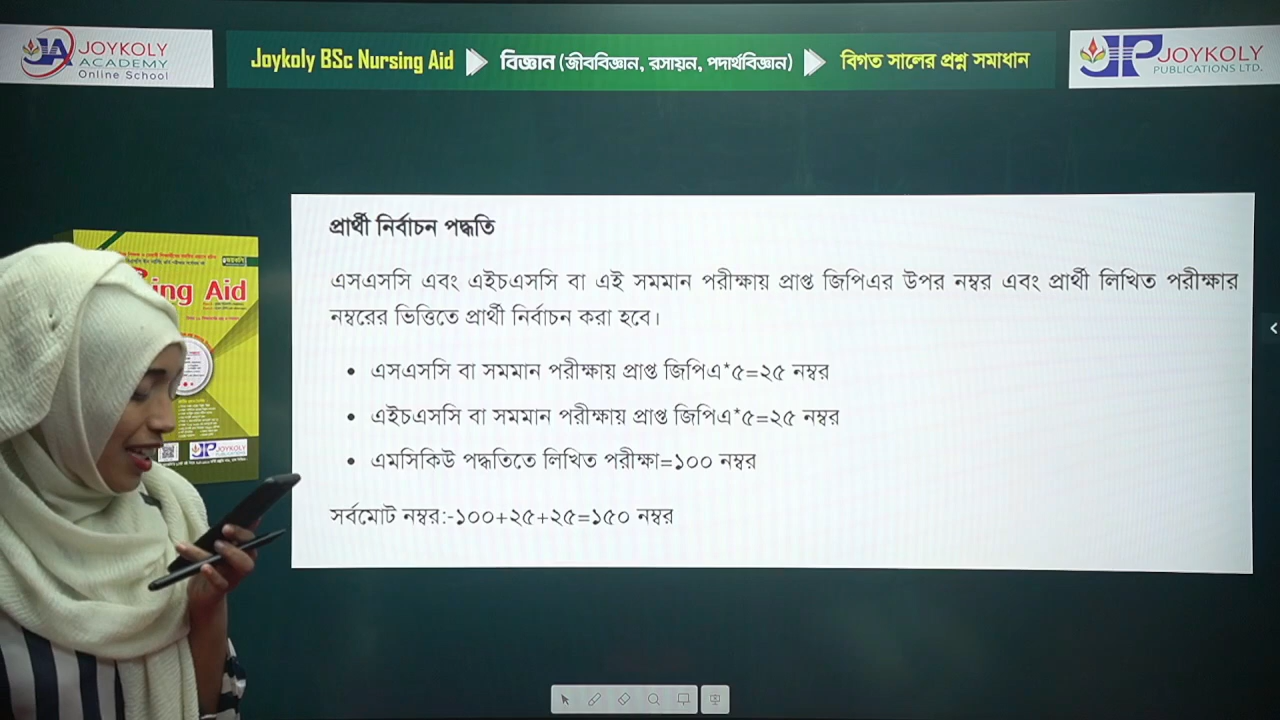 JOYKOLY
ACADEMY
Online School
Joykoly BSc Nursing Aid
বিজ্ঞান (জীববিজ্ঞান, রসায়ন, পদার্থবিজ্ঞান)
বিগত সালের প্রশ্ন সমাধান
JOYKOLY
PUBLICATIONS LTD.
প্রার্থী নির্বাচন পদ্ধতি
এসএসসি এবং এইচএসসি বা এই সমমান পরীক্ষায় প্রাপ্ত জিপিএর উপর নম্বর এবং প্রার্থী লিখিত পরীক্ষার
নম্বরের ভিত্তিতে প্রার্থী নির্বাচন করা হবে।
• এসএসসি বা সমমান পরীক্ষায় প্রাপ্ত জিপিএ*৫=২৫ নম্বর
• এইচএসসি বা সমমান পরীক্ষায় প্রাপ্ত জিপিএ*৫=২৫ নম্বর
• এমসিকিউ পদ্ধতিতে লিখিত পরীক্ষা=১০০ নম্বর
সর্বমোট নম্বর:-১০০+২৫+২৫=১৫০ নম্বর
ing Aid
JOYKOLY